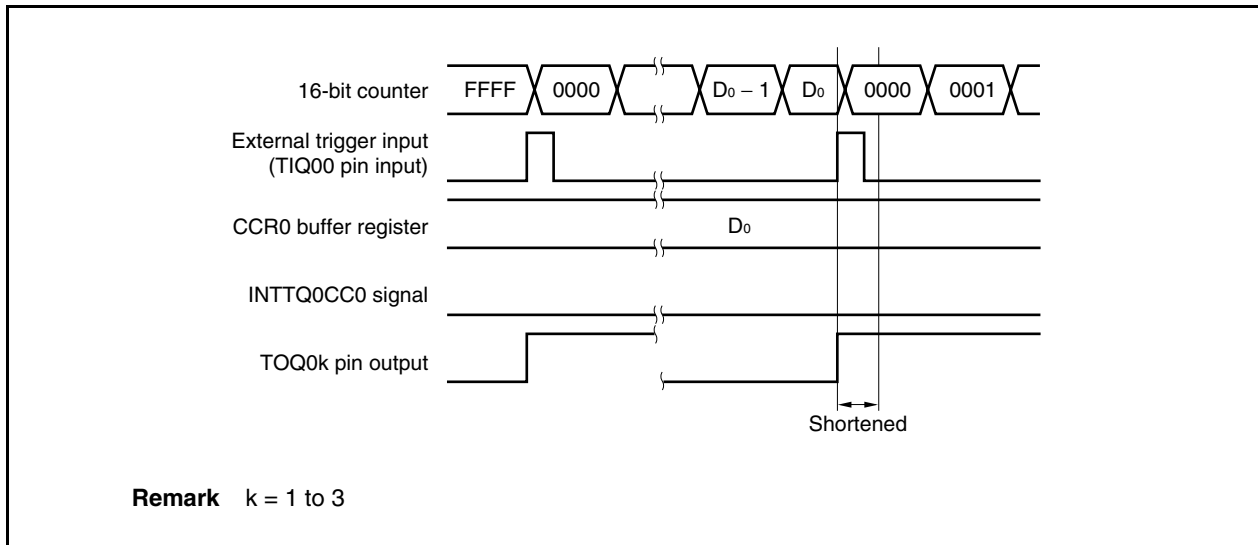 16-bit counter FFFF 0000 D₀ − 1 D₀ 0000 0001
External trigger input
(TIQ00 pin input)
CCR0 buffer register D₀
INTTQ0CC0 signal
TOQ0k pin output
Shortened
Remark k = 1 to 3